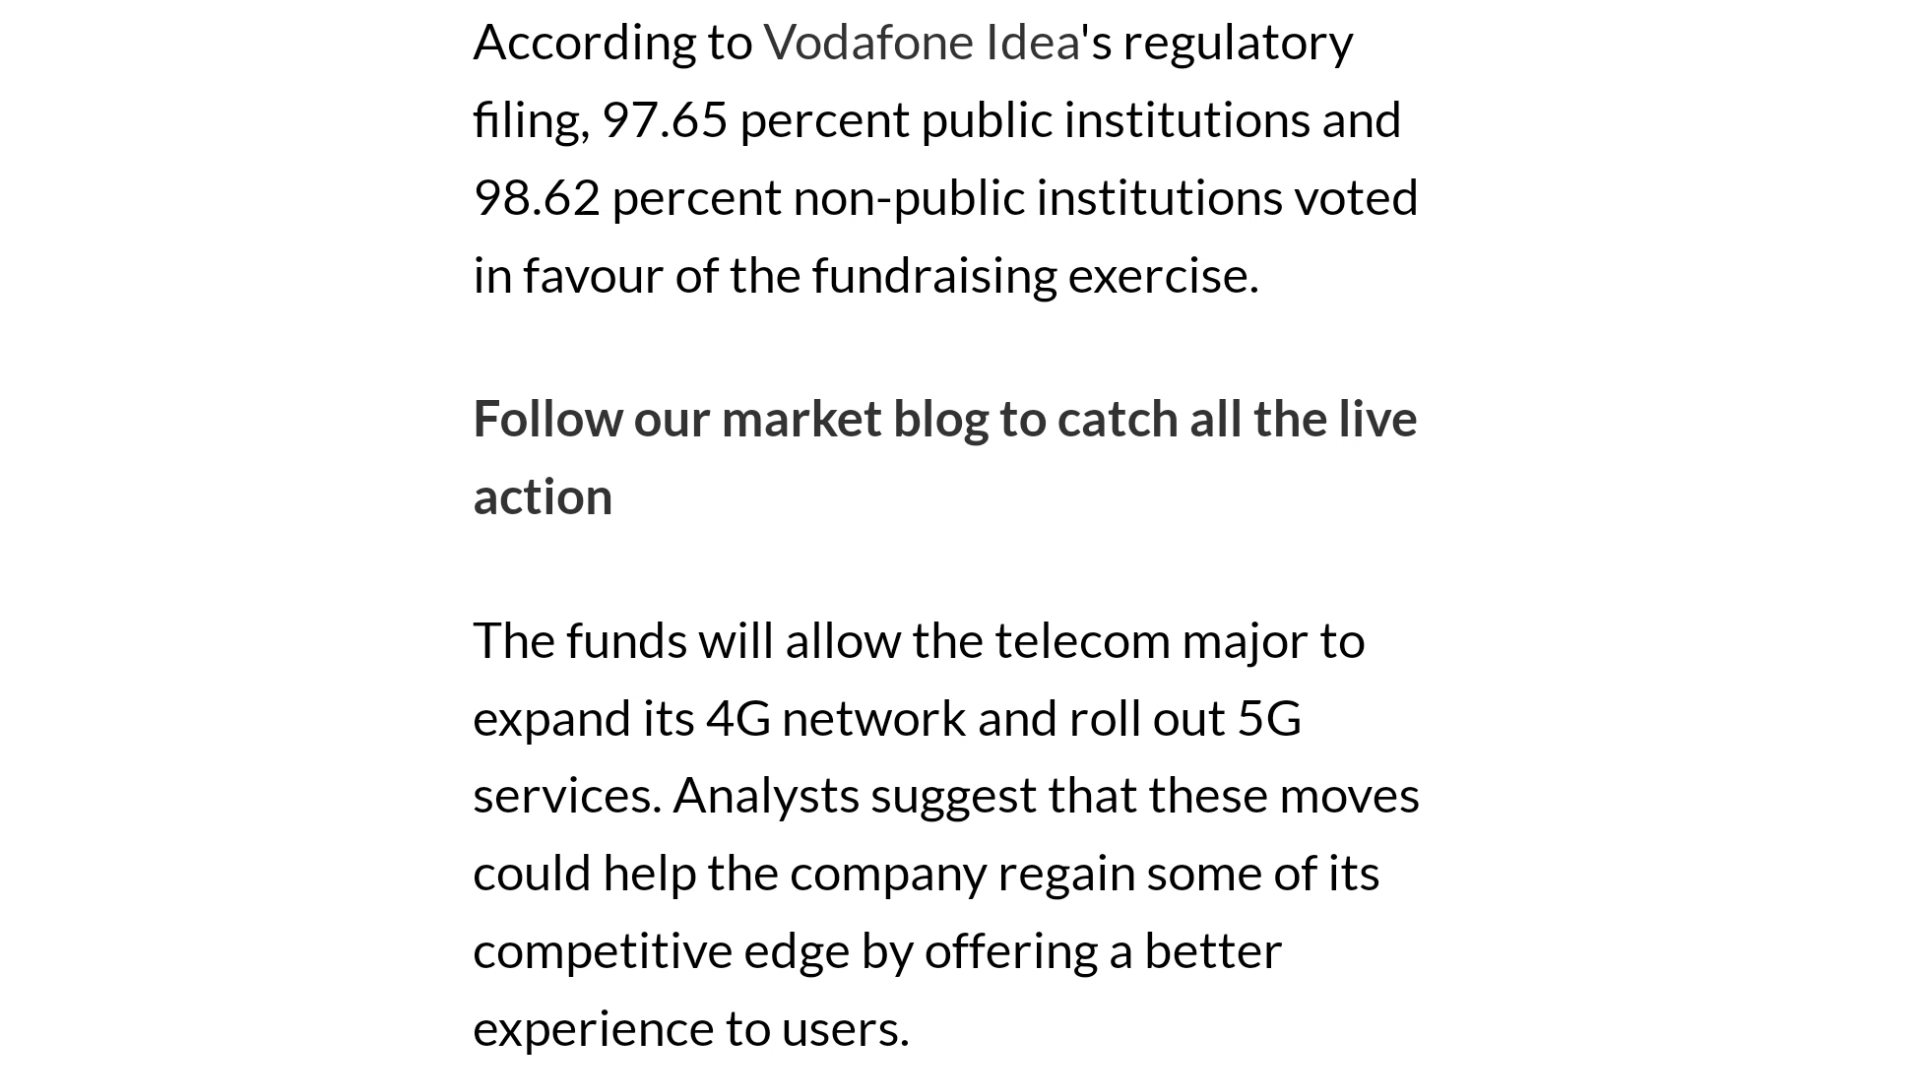 According to Vodafone Idea's regulatory
filing, 97.65 percent public institutions and
98.62 percent non-public institutions voted
in favour of the fundraising exercise.
Follow our market blog to catch all the live
action
The funds will allow the telecom major to
expand its 4G network and roll out 5G
services. Analysts suggest that these moves
could help the company regain some of its
competitive edge by offering a better
experience to users.